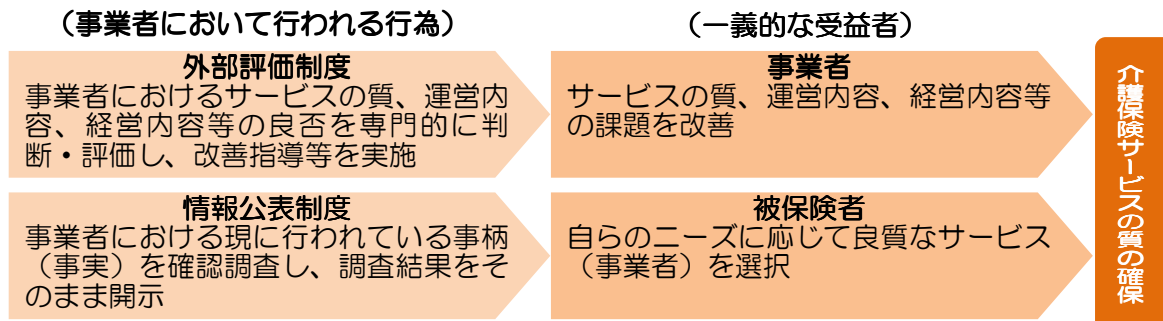 （事業者において行われる行為）
（一義的な受益者）
外部評価制度
事業者におけるサービスの質、運営内
容、経営内容等の良否を専門的に判
断・評価し、改善指導等を実施
事業者
サービスの質、運営内容、経営内容等
の課題を改善
情報公表制度
事業者における現に行われている事柄
（事実）を確認調査し、調査結果をそ
のまま開示
被保険者
自らのニーズに応じて良質なサービス
（事業者）を選択
介護保険サービスの質の確保